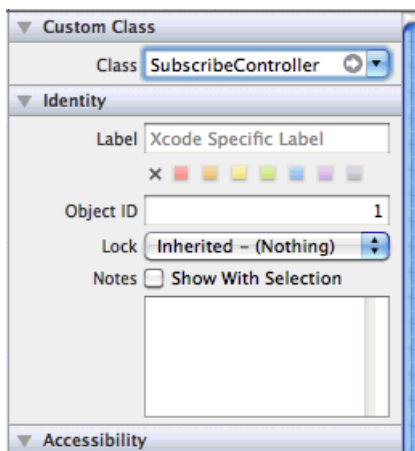 Custom Class
Class SubscribeController
Identity
Label Xcode Specific Label
Object ID 1
Lock Inherited - (Nothing)
Notes Show With Selection
Accessibility